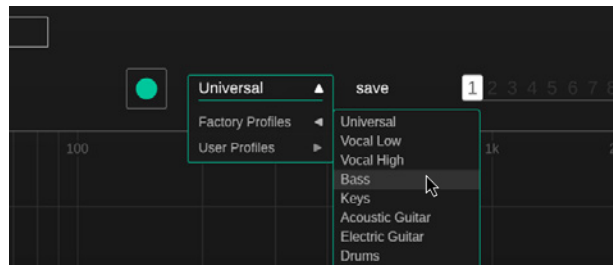 Universal ▲ save 1 2 3 4 5 6 7 8
Factory Profiles ◀
User Profiles ▶
Universal
Vocal Low
Vocal High
Bass
Keys
Acoustic Guitar
Electric Guitar
Drums
100 1k